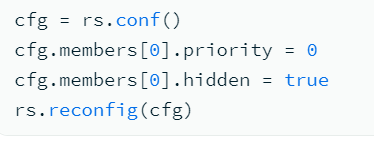 cfg = rs.conf()
cfg.members[0].priority = 0
cfg.members[0].hidden = true
rs.reconfig(cfg)